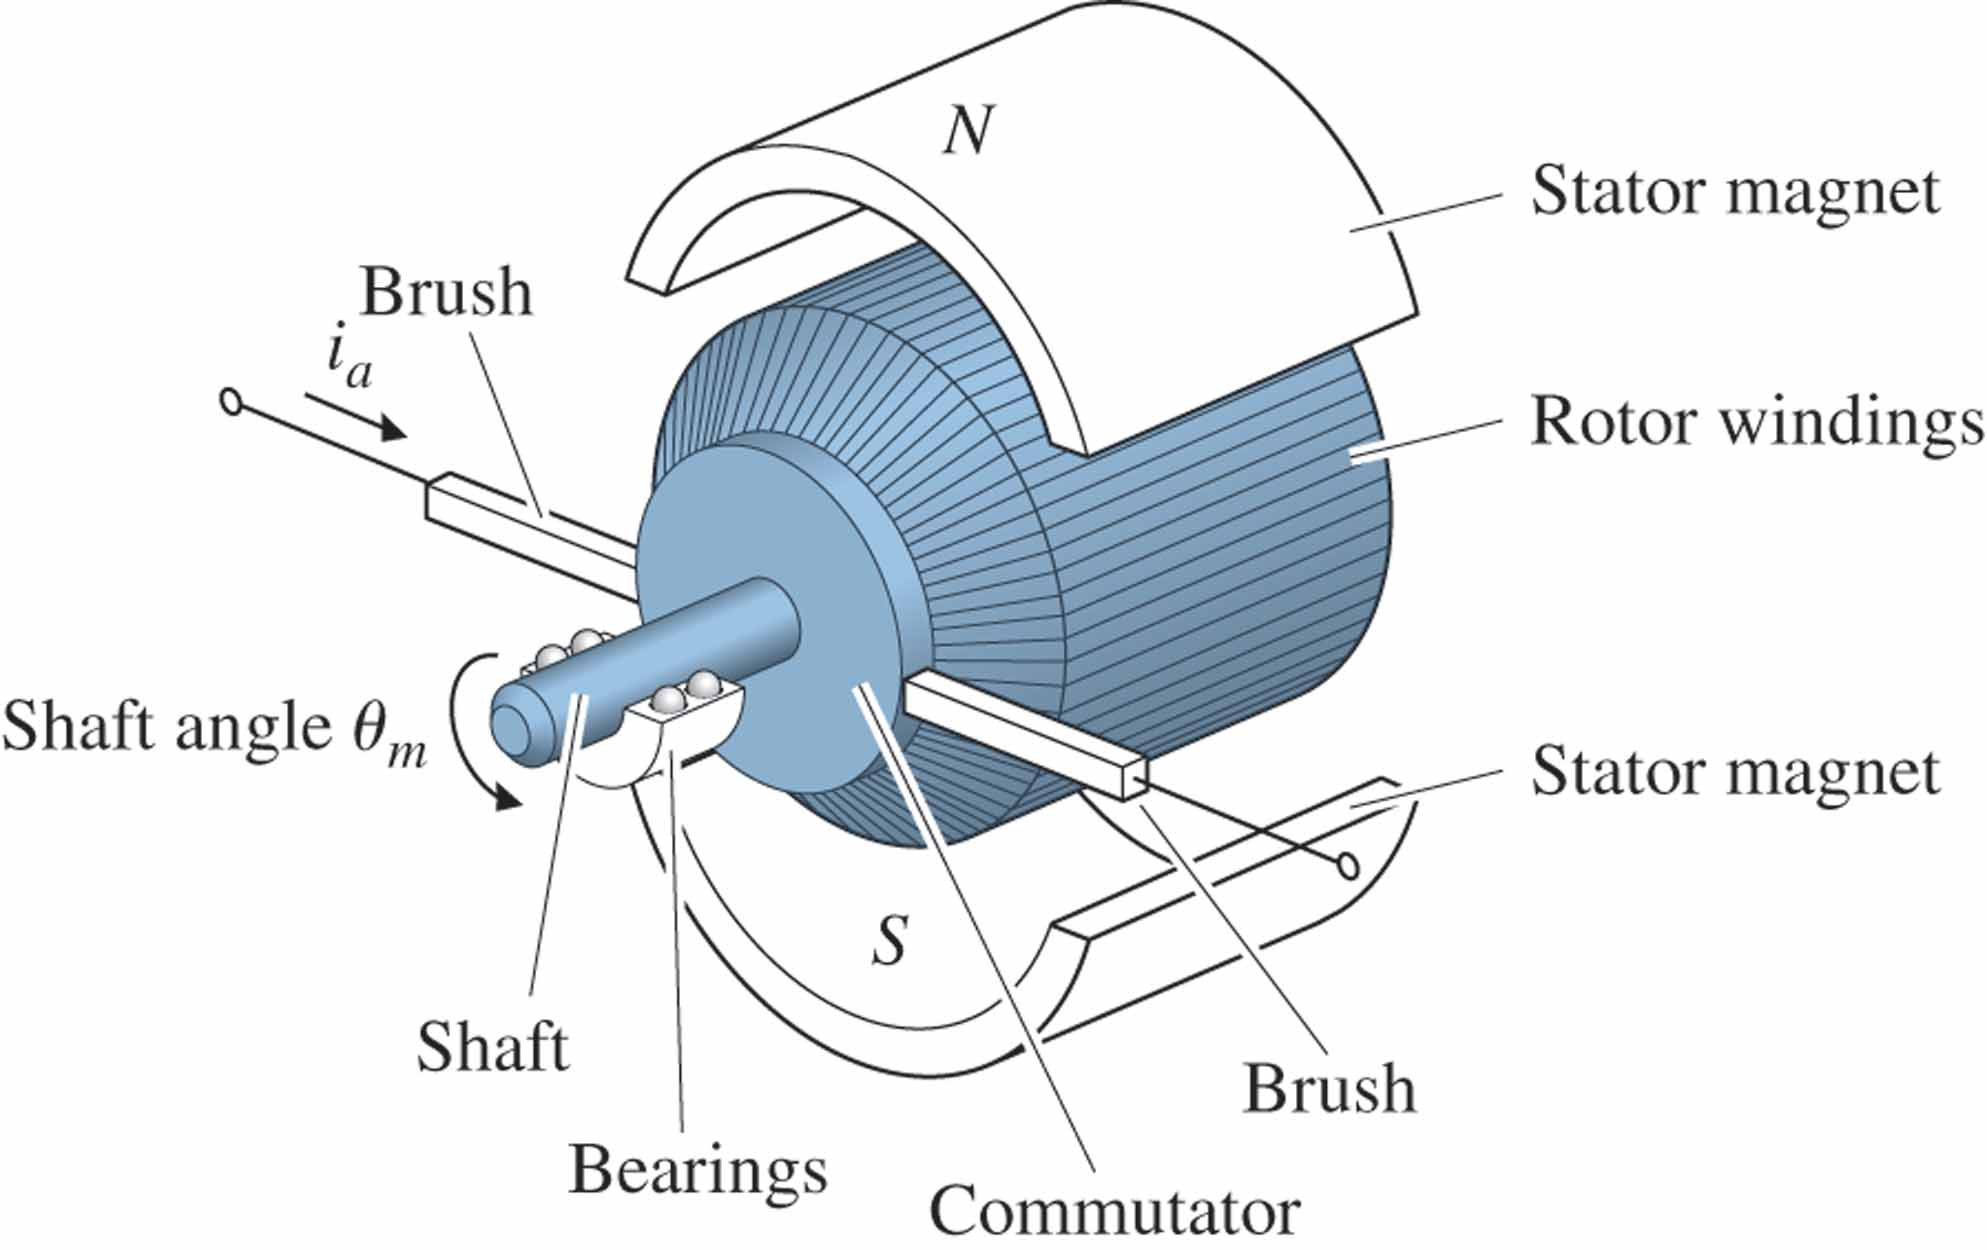 N
Stator magnet
Brush
i_a
Rotor windings
Shaft angle θ_m
Stator magnet
S
Shaft
Brush
Bearings
Commutator